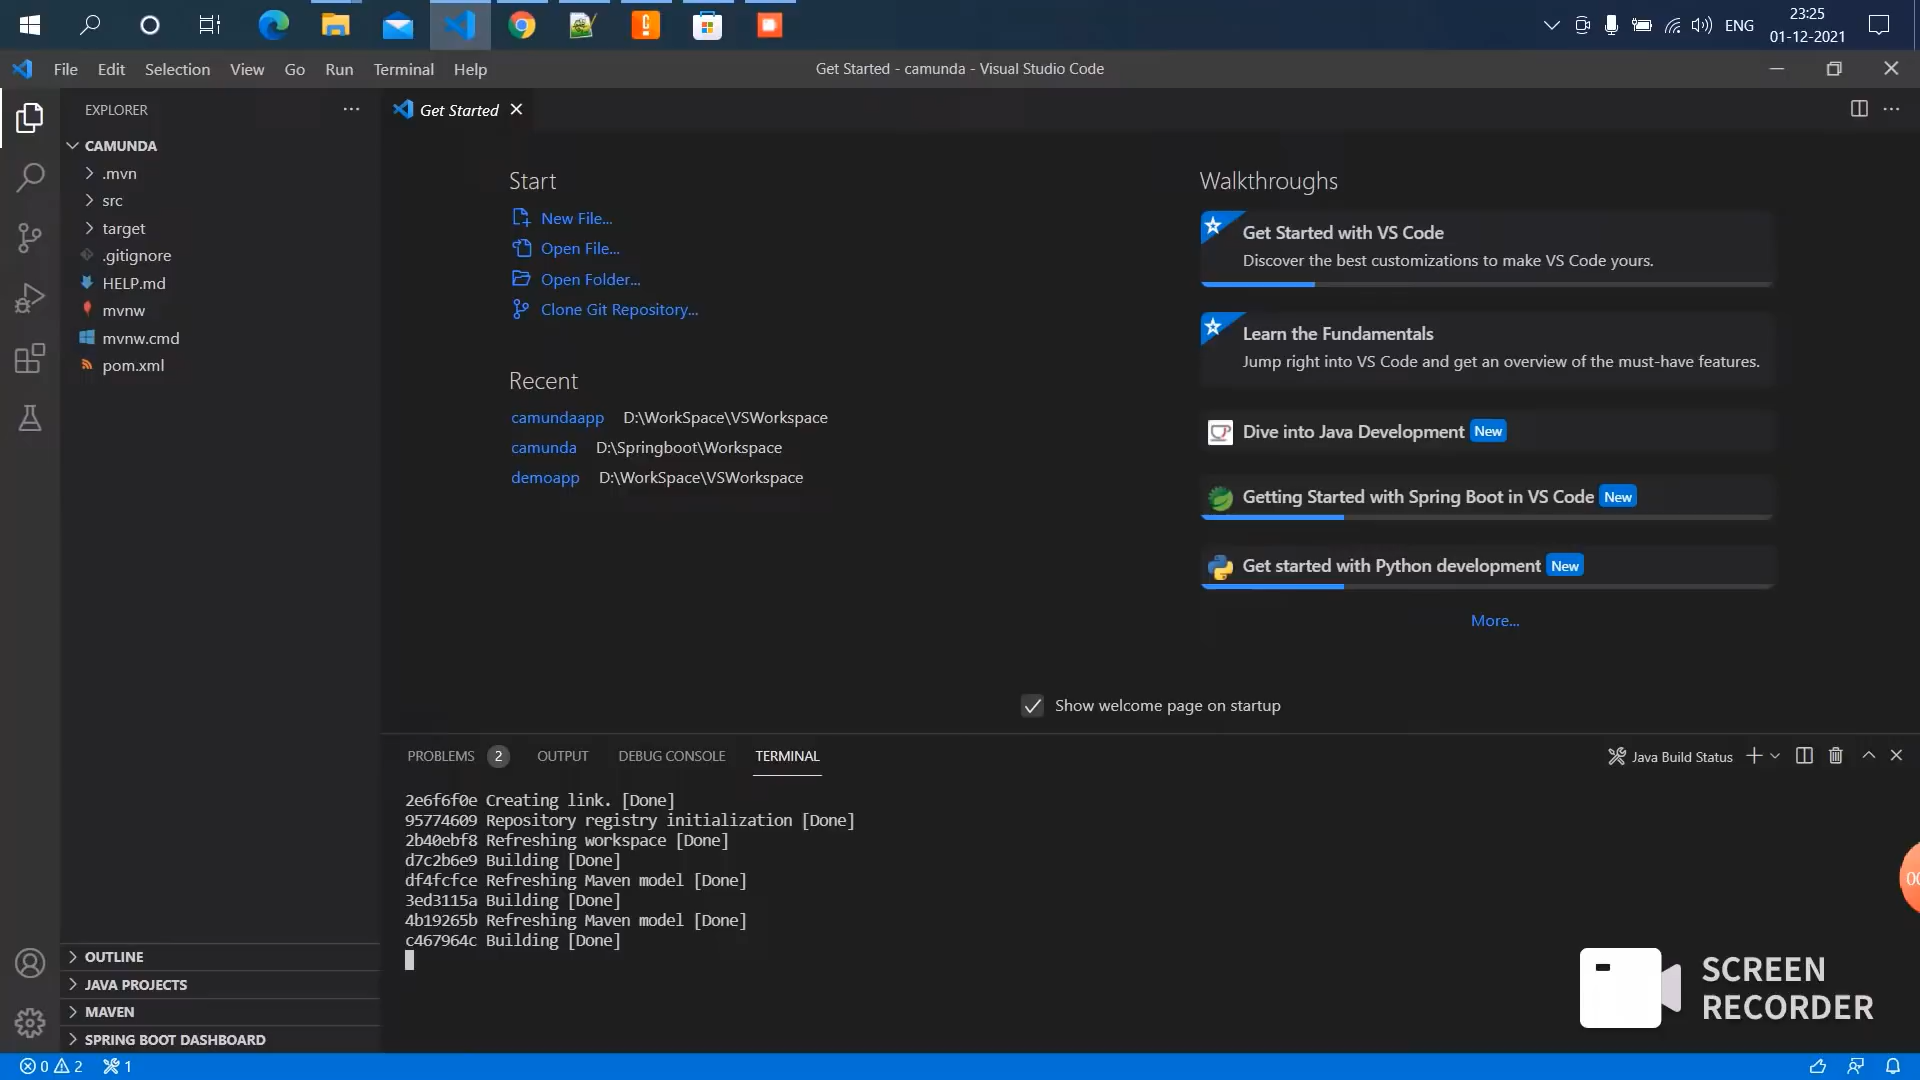 ENG
23:25
01-12-2021
File Edit Selection View Go Run Terminal Help
Get Started - camunda - Visual Studio Code
EXPLORER
Get Started
CAMUNDA
.mvn
src
target
.gitignore
HELP.md
mvnw
mvnw.cmd
pom.xml
OUTLINE
JAVA PROJECTS
MAVEN
SPRING BOOT DASHBOARD
Start
New File...
Open File...
Open Folder...
Clone Git Repository...
Recent
camundaapp D:\WorkSpace\VSWorkspace
camunda D:\Springboot\Workspace
demoapp D:\WorkSpace\VSWorkspace
Walkthroughs
Get Started with VS Code
Discover the best customizations to make VS Code yours.
Learn the Fundamentals
Jump right into VS Code and get an overview of the must-have features.
Dive into Java Development New
Getting Started with Spring Boot in VS Code New
Get started with Python development New
More...
Show welcome page on startup
PROBLEMS 2 OUTPUT DEBUG CONSOLE TERMINAL
Java Build Status
2e6f6f0e Creating link. [Done]
95774609 Repository registry initialization [Done]
2b40ebf8 Refreshing workspace [Done]
d7c2b6e9 Building [Done]
df4fcfce Refreshing Maven model [Done]
3ed3115a Building [Done]
4b19265b Refreshing Maven model [Done]
c467964c Building [Done]
SCREEN
RECORDER
0 2 1